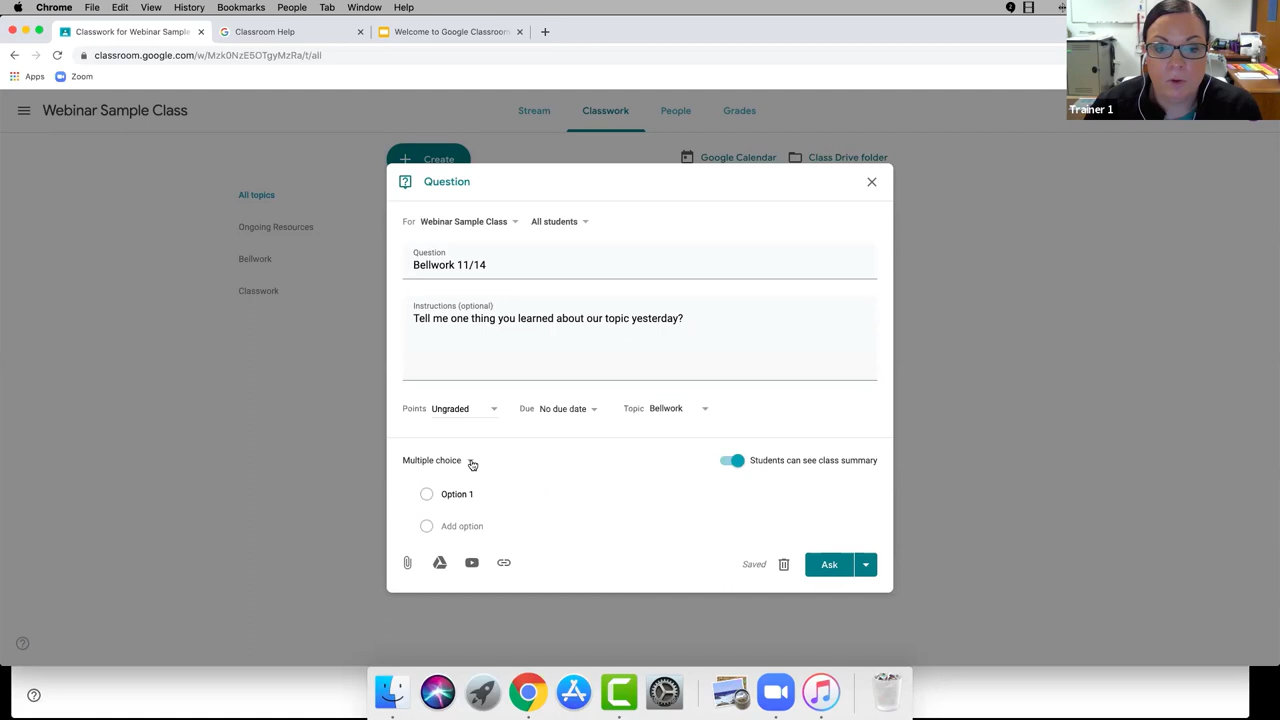 Chrome File Edit View History Bookmarks People Tab Window Help
Classwork for Webinar Sample
Classroom Help
Welcome to Google Classroom
classroom.google.com/w/Mzk0NzE5OTgyMzRa/t/all
Apps Zoom
Trainer 1
Webinar Sample Class
Stream Classwork People Grades
Create
Google Calendar Class Drive folder
All topics
Ongoing Resources
Bellwork
Classwork
Question
For Webinar Sample Class All students
Question
Bellwork 11/14
Instructions (optional)
Tell me one thing you learned about our topic yesterday?
Points Ungraded Due No due date Topic Bellwork
Multiple choice
Students can see class summary
Option 1
Add option
Saved Ask